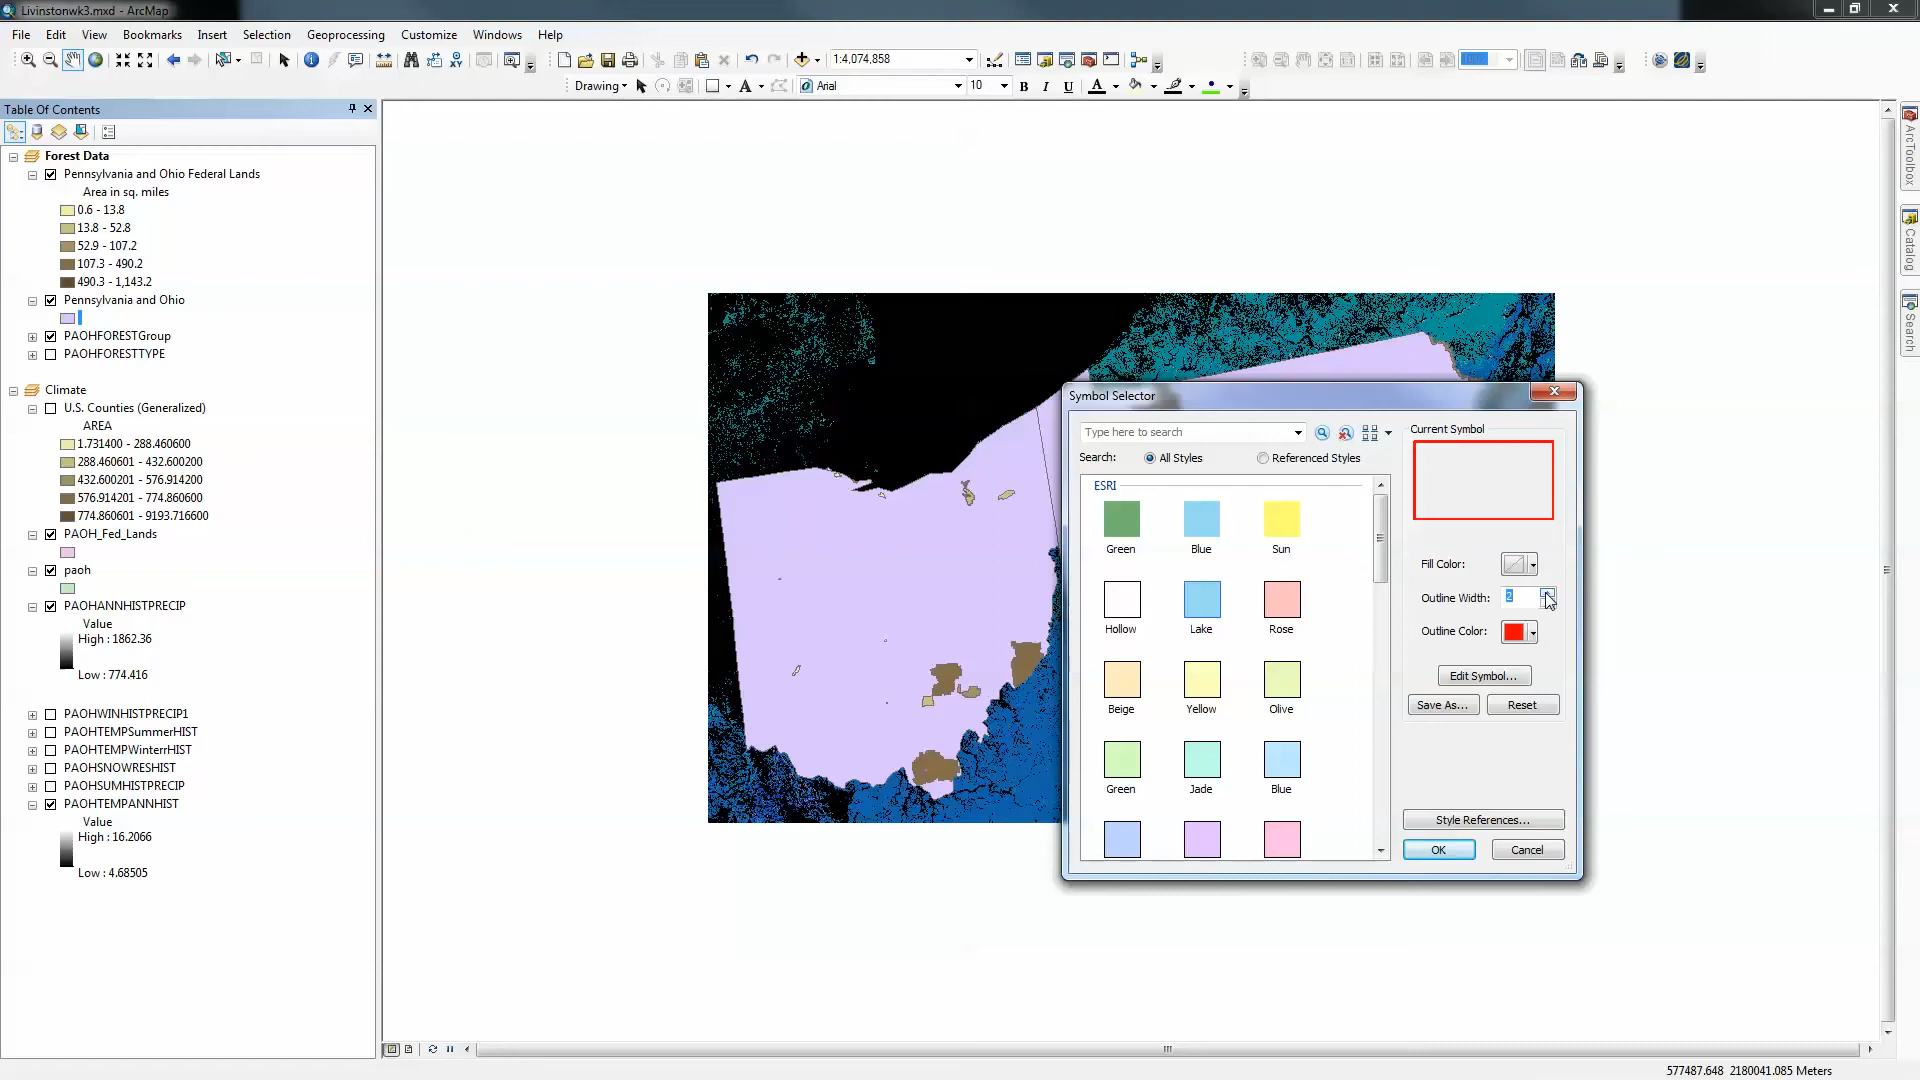 Livinstonwk3.mxd - ArcMap
File Edit View Bookmarks Insert Selection Geoprocessing Customize Windows Help
1:4,074,858
Drawing Arial 10 B I U A
Table Of Contents
Forest Data
Pennsylvania and Ohio Federal Lands
Area in sq. miles
0.6 - 13.8
13.8 - 52.8
52.9 - 107.2
107.3 - 490.2
490.3 - 1,143.2
Pennsylvania and Ohio
PAOHFORESTGroup
PAOHFORESTTYPE
Climate
U.S. Counties (Generalized)
AREA
1.731400 - 288.460600
288.460601 - 432.600200
432.600201 - 576.914200
576.914201 - 774.860600
774.860601 - 9193.716600
PAOH_Fed_Lands
paoh
PAOHANNHISTPRECIP
Value
High : 1862.36
Low : 774.416
PAOHWINHISTPRECIP1
PAOHTEMPSummerHIST
PAOHTEMPWinterrHIST
PAOHSNOWRESHIST
PAOHSUMHISTPRECIP
PAOHTEMPANNHIST
Value
High : 16.2066
Low : 4.68505
Symbol Selector
Type here to search
Search: All Styles Referenced Styles
ESRI
Green Blue Sun
Hollow Lake Rose
Beige Yellow Olive
Green Jade Blue
Current Symbol
Fill Color:
Outline Width: 2
Outline Color:
Edit Symbol...
Save As... Reset
Style References...
OK Cancel
ArcToolbox
Catalog
Search
577487.648 2180041.085 Meters